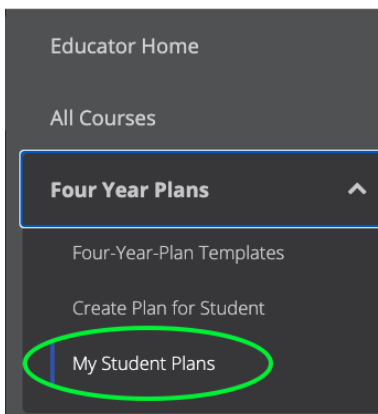 Educator Home
All Courses
Four Year Plans
Four-Year-Plan Templates
Create Plan for Student
My Student Plans